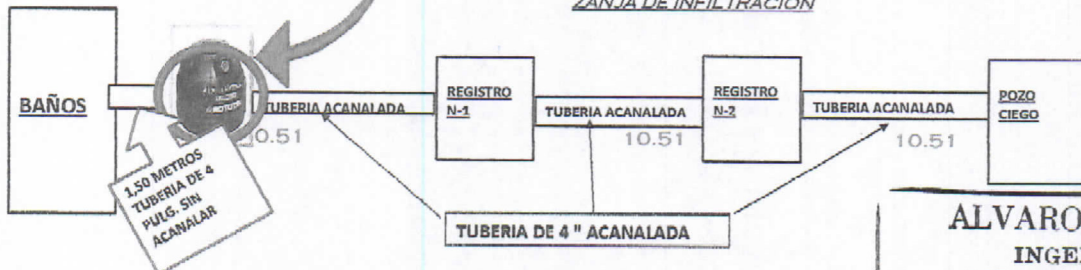 ZANJA DE INFILTRACION
BAÑOS
TUBERIA ACANALADA
10.51
REGISTRO
N-1
TUBERIA ACANALADA
10.51
REGISTRO
N-2
TUBERIA ACANALADA
10.51
POZO
CIEGO
1,50 METROS
TUBERIA DE 4
PULG. SIN
ACANALAR
TUBERIA DE 4 " ACANALADA
ALVARO
INGE